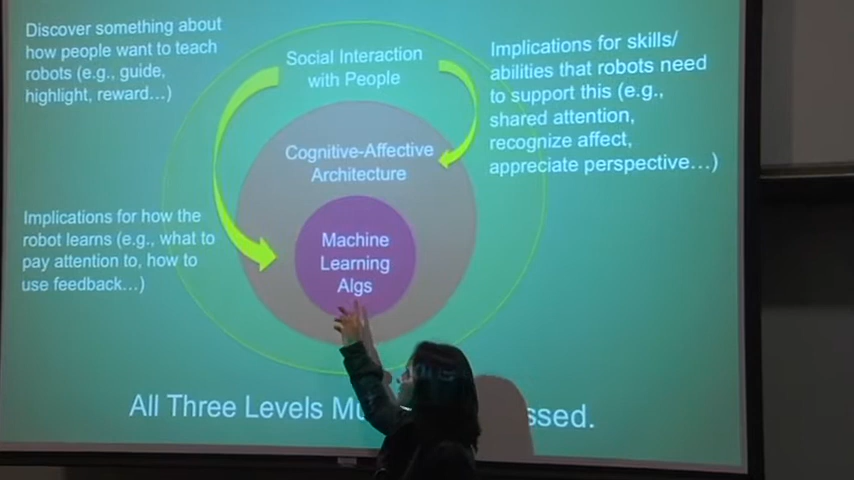 Discover something about
how people want to teach
robots (e.g., guide,
highlight, reward...)
Social Interaction
with People
Implications for skills/
abilities that robots need
to support this (e.g.,
shared attention,
recognize affect,
appreciate perspective...)
Cognitive-Affective
Architecture
Implications for how the
robot learns (e.g., what to
pay attention to, how to
use feedback...)
Machine
Learning
Algs
All Three Levels